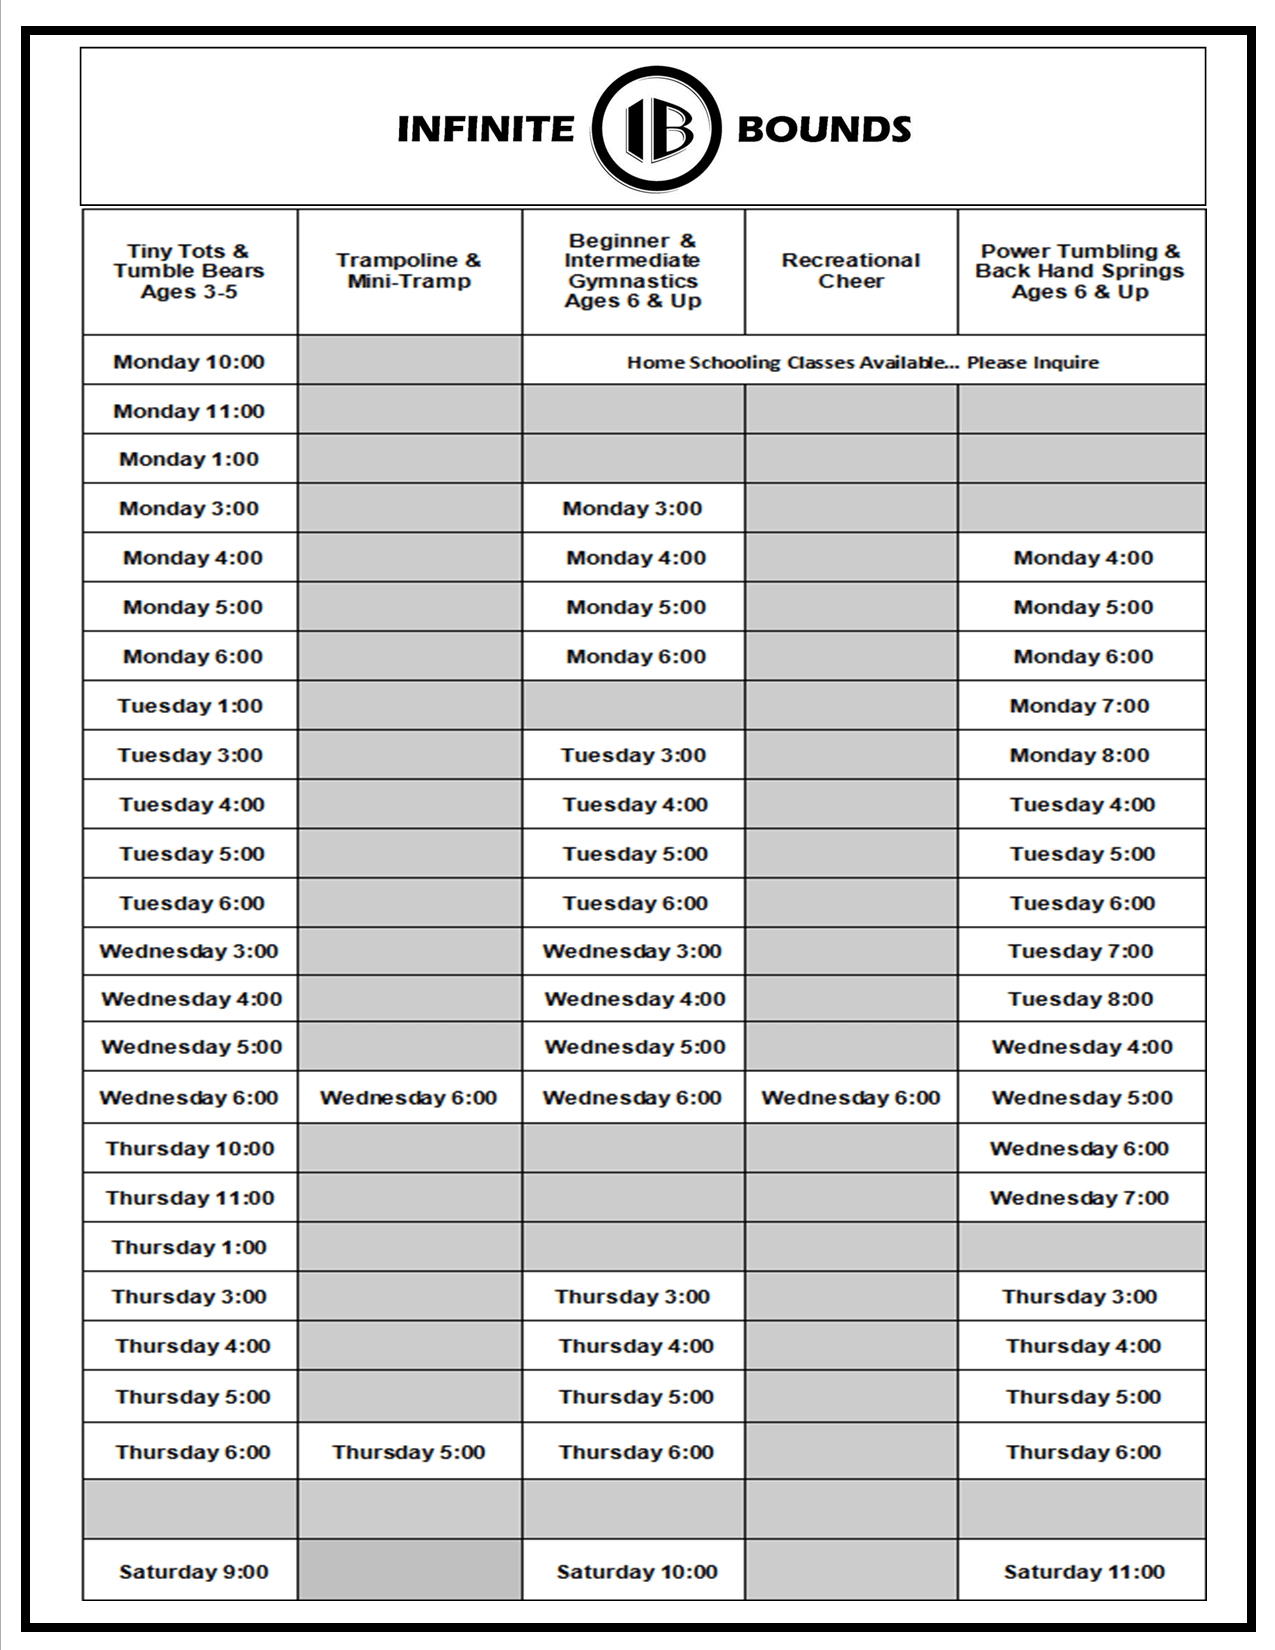 INFINITE IB BOUNDS
Tiny Tots &
Tumble Bears
Ages 3-5
Trampoline &
Mini-Tramp
Beginner &
Intermediate
Gymnastics
Ages 6 & Up
Recreational
Cheer
Power Tumbling &
Back Hand Springs
Ages 6 & Up
Monday 10:00 Home Schooling Classes Available... Please Inquire
Monday 11:00
Monday 1:00
Monday 3:00 Monday 3:00
Monday 4:00 Monday 4:00 Monday 4:00
Monday 5:00 Monday 5:00 Monday 5:00
Monday 6:00 Monday 6:00 Monday 6:00
Tuesday 1:00 Monday 7:00
Tuesday 3:00 Tuesday 3:00 Monday 8:00
Tuesday 4:00 Tuesday 4:00 Tuesday 4:00
Tuesday 5:00 Tuesday 5:00 Tuesday 5:00
Tuesday 6:00 Tuesday 6:00 Tuesday 6:00
Wednesday 3:00 Wednesday 3:00 Tuesday 7:00
Wednesday 4:00 Wednesday 4:00 Tuesday 8:00
Wednesday 5:00 Wednesday 5:00 Wednesday 4:00
Wednesday 6:00 Wednesday 6:00 Wednesday 6:00 Wednesday 6:00 Wednesday 5:00
Thursday 10:00 Wednesday 6:00
Thursday 11:00 Wednesday 7:00
Thursday 1:00
Thursday 3:00 Thursday 3:00 Thursday 3:00
Thursday 4:00 Thursday 4:00 Thursday 4:00
Thursday 5:00 Thursday 5:00 Thursday 5:00
Thursday 6:00 Thursday 5:00 Thursday 6:00 Thursday 6:00
Saturday 9:00 Saturday 10:00 Saturday 11:00